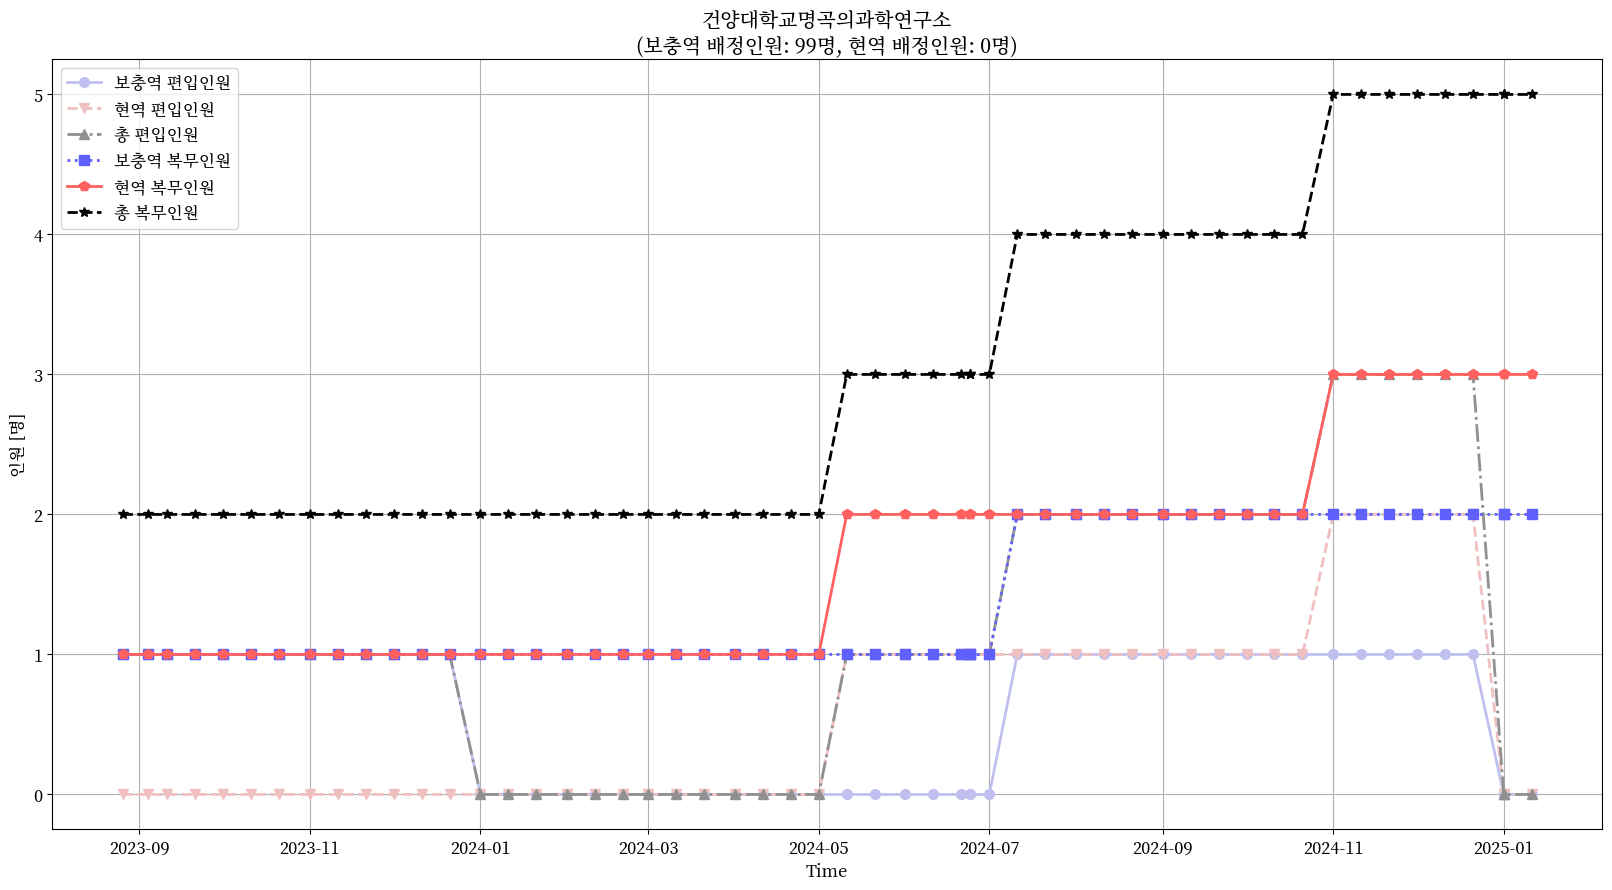 건양대학교명곡의과학연구소
(보충역 배정인원: 99명, 현역 배정인원: 0명)
보충역 편입인원
현역 편입인원
총 편입인원
보충역 복무인원
현역 복무인원
총 복무인원
인원 [명]
5
4
3
2
1
0
2023-09
2023-11
2024-01
2024-03
2024-05
2024-07
2024-09
2024-11
2025-01
Time